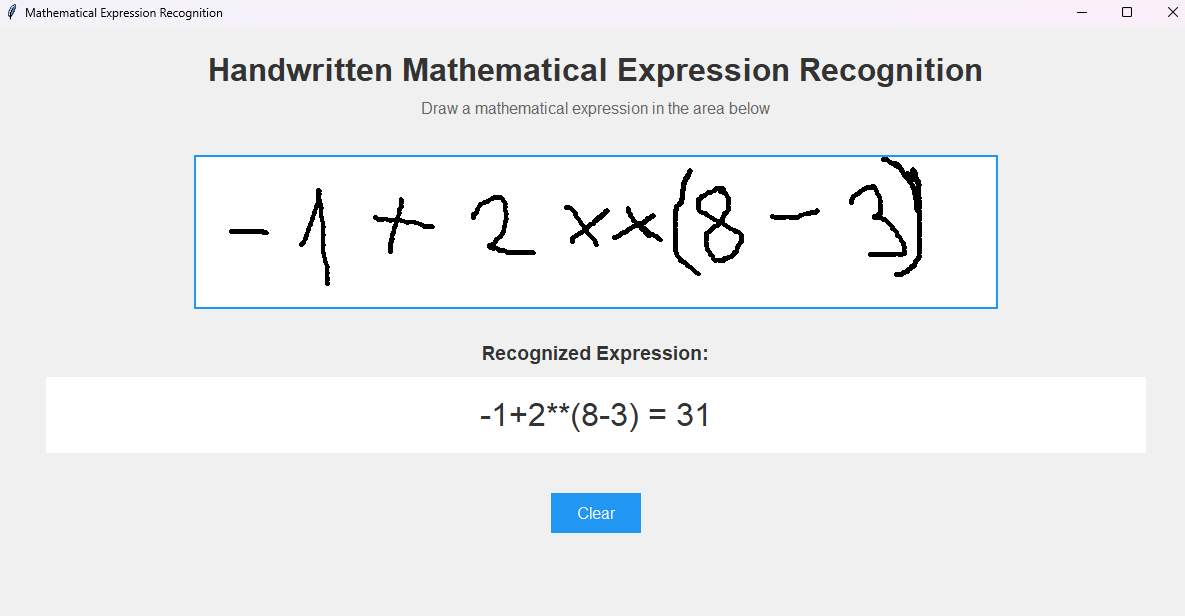 Mathematical Expression Recognition
Handwritten Mathematical Expression Recognition
Draw a mathematical expression in the area below
-1+2××(8-3)
Recognized Expression:
-1+2**(8-3) = 31
Clear